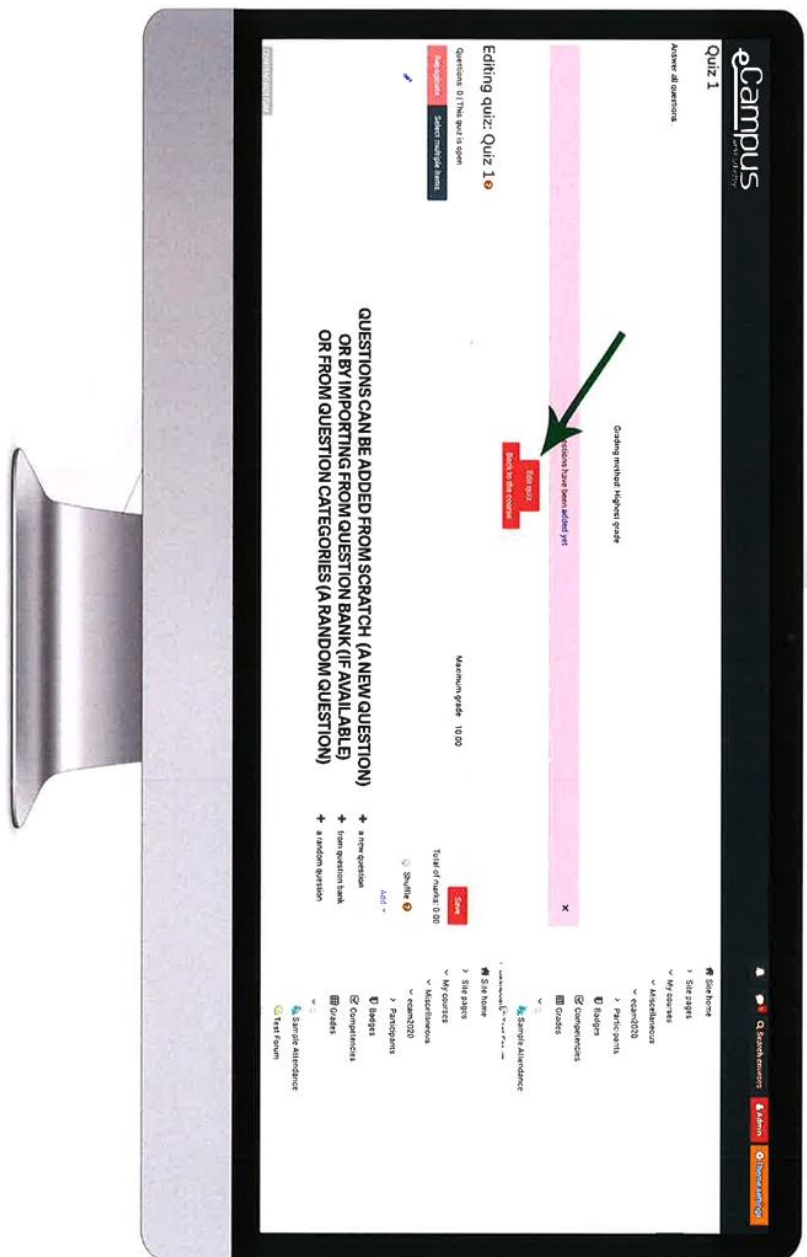 eCampus
Search courses
Admin
Theme settings
Quiz 1
Answer all questions
Grading method: Highest grade
stions have been added yet
×
Edit quiz
Back to the course
Site home
Site pages
My courses
Miscellaneous
ecam2020
Participants
Badges
Competencies
Grades
Sample Attendance
Editing quiz: Quiz 1
Questions: 0 | This quiz is open
Maximum grade 10.00
Save
Repaginate
Select multiple items
Total of marks: 0.00
Shuffle
Add
QUESTIONS CAN BE ADDED FROM SCRATCH (A NEW QUESTION)
OR BY IMPORTING FROM QUESTION BANK (IF AVAILABLE)
OR FROM QUESTION CATEGORIES (A RANDOM QUESTION)
+ a new question
+ from question bank
+ a random question
Site home
Site pages
My courses
Miscellaneous
ecam2020
Participants
Badges
Competencies
Grades
Sample Attendance
Test Forum